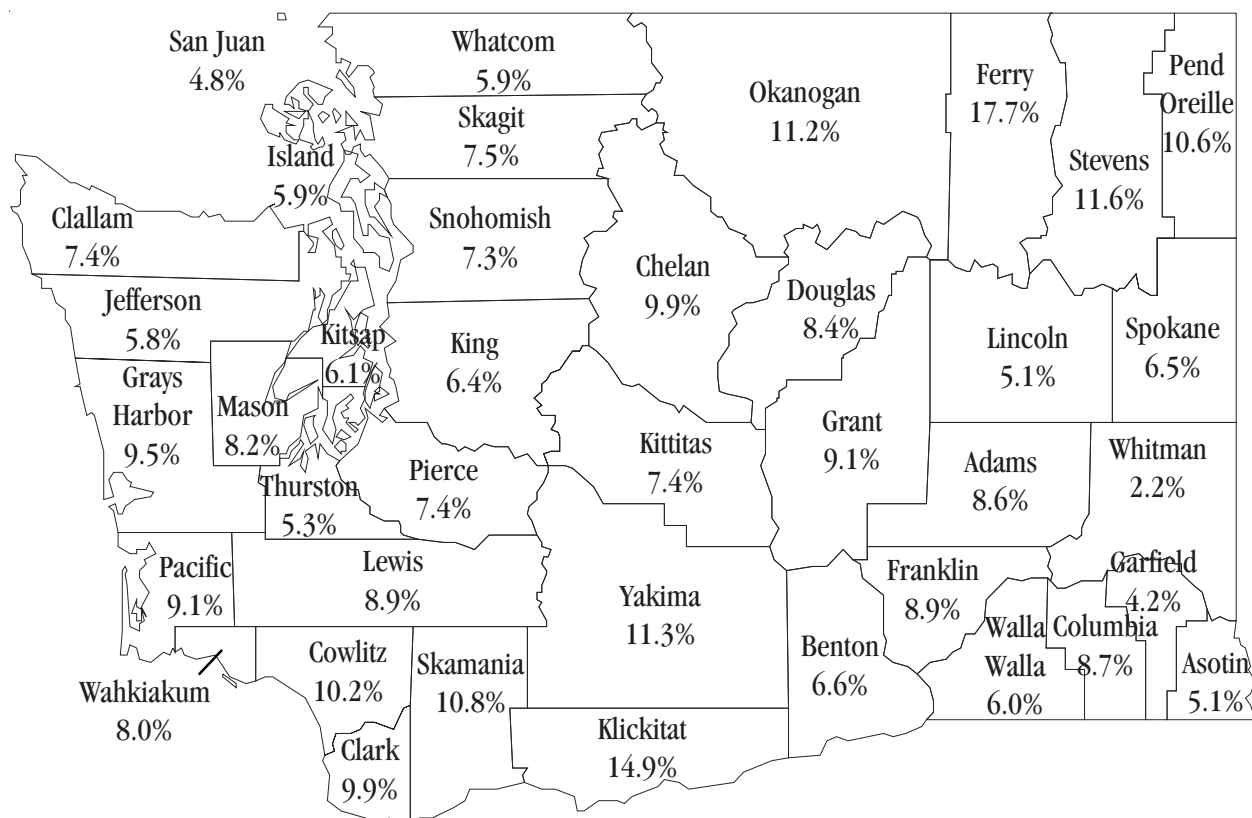 San Juan
4.8%
Whatcom
5.9%
Skagit
7.5%
Island
5.9%
Okanogan
11.2%
Ferry
17.7%
Pend
Oreille
10.6%
Stevens
11.6%
Clallam
7.4%
Snohomish
7.3%
Chelan
9.9%
Douglas
8.4%
Jefferson
5.8%
Kitsap
6.1%
King
6.4%
Lincoln
5.1%
Spokane
6.5%
Grays
Harbor
9.5%
Mason
8.2%
Kittitas
7.4%
Grant
9.1%
Adams
8.6%
Whitman
2.2%
Thurston
5.3%
Pierce
7.4%
Pacific
9.1%
Lewis
8.9%
Yakima
11.3%
Franklin
8.9%
Garfield
4.2%
Wahkiakum
8.0%
Cowlitz
10.2%
Skamania
10.8%
Benton
6.6%
Walla
Walla
6.0%
Columbia
8.7%
Asotin
5.1%
Clark
9.9%
Klickitat
14.9%